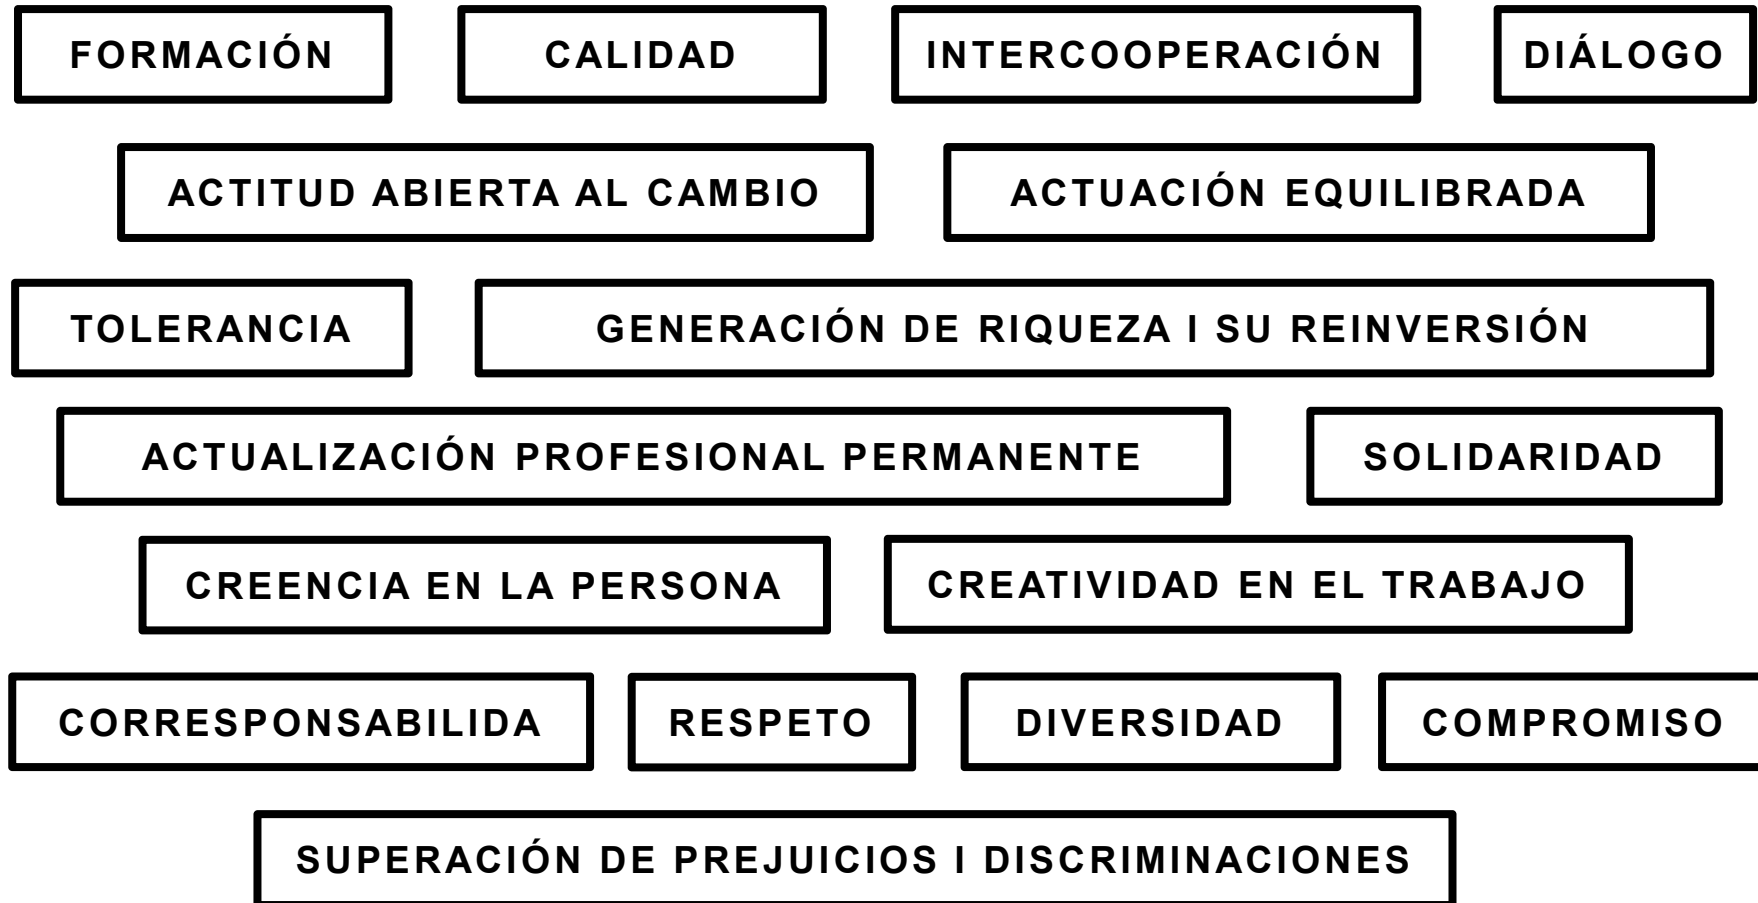 FORMACIÓN CALIDAD INTERCOOPERACIÓN DIÁLOGO
ACTITUD ABIERTA AL CAMBIO ACTUACIÓN EQUILIBRADA
TOLERANCIA GENERACIÓN DE RIQUEZA I SU REINVERSIÓN
ACTUALIZACIÓN PROFESIONAL PERMANENTE SOLIDARIDAD
CREENCIA EN LA PERSONA CREATIVIDAD EN EL TRABAJO
CORRESPONSABILIDA RESPETO DIVERSIDAD COMPROMISO
SUPERACIÓN DE PREJUICIOS I DISCRIMINACIONES